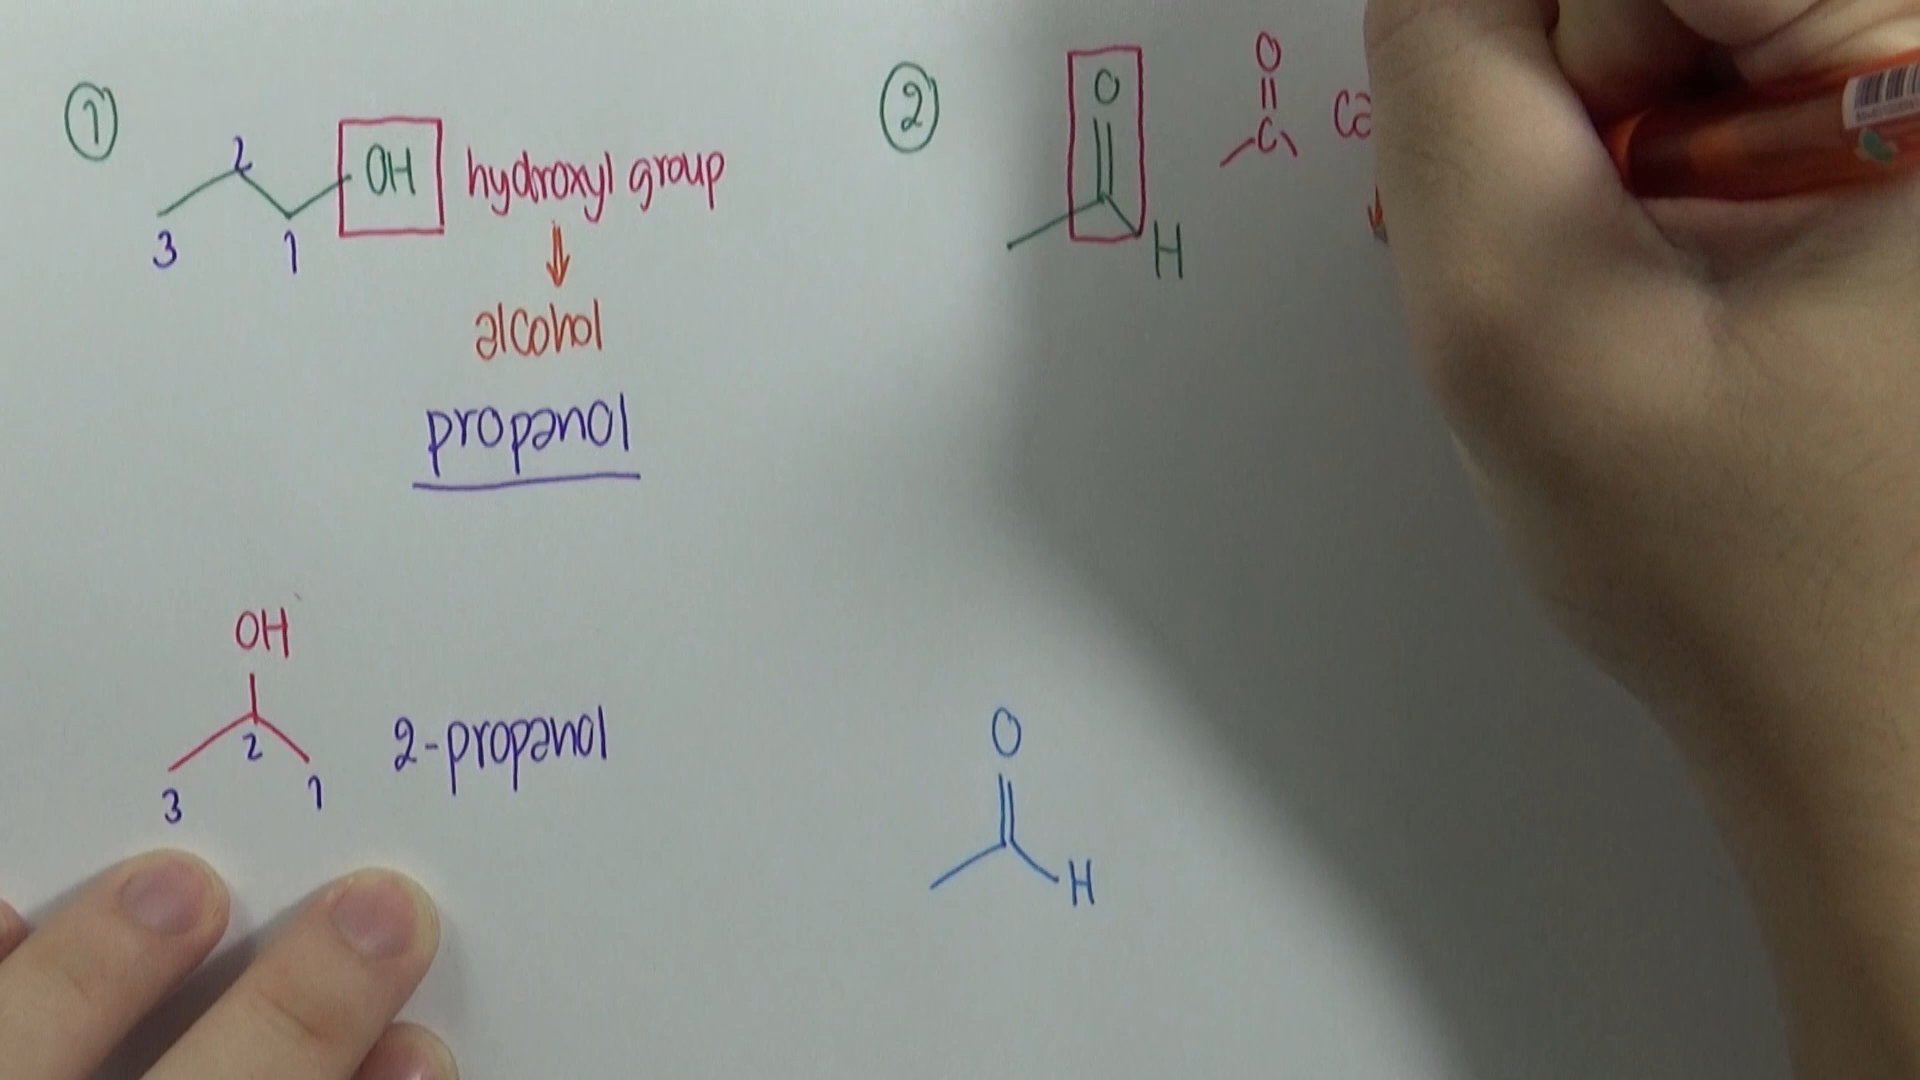 1
2
OH
hydroxyl group
3
1
alcohol
propanol
OH
2
3
1
2-propanol
2
O
H
O
C
O
H